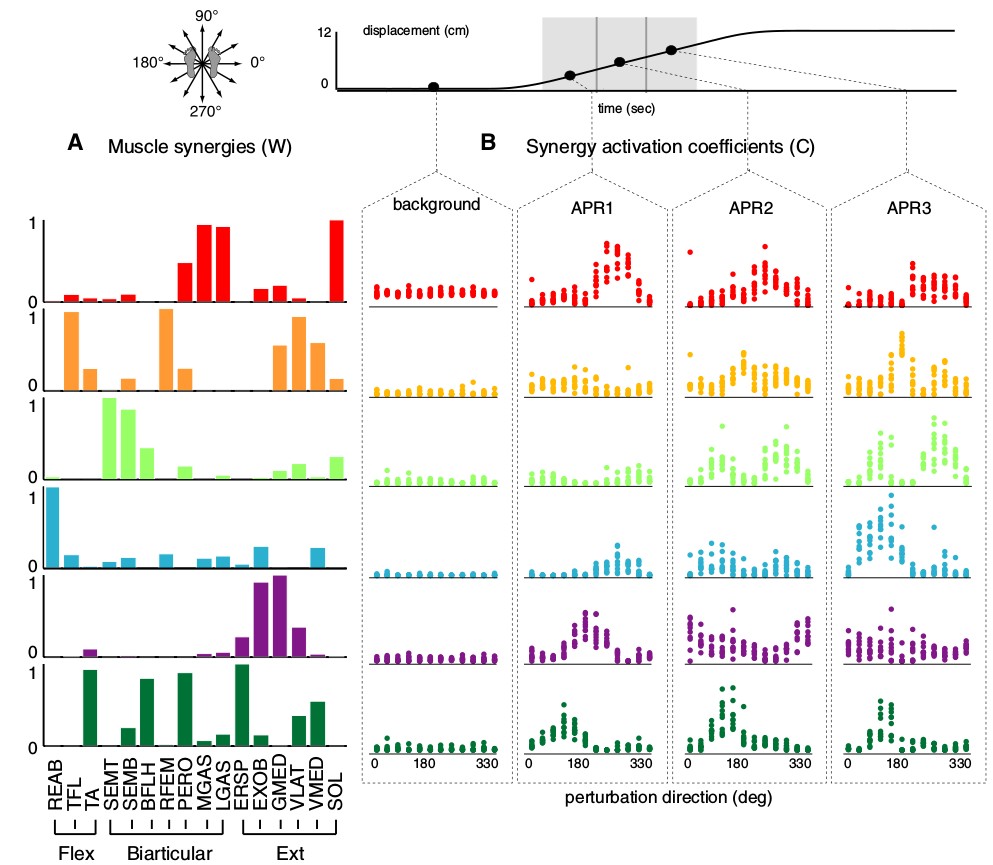 90°
180°
0°
270°
displacement (cm)
12
0
time (sec)
A Muscle synergies (W)
B Synergy activation coefficients (C)
background
APR1
APR2
APR3
1
0
1
0
1
0
1
0
1
0
1
0
REAB
TFL
TA
SEMT
SEMB
BFLH
RFEM
PERO
MGAS
LGAS
ERSP
EXOB
GMED
VLAT
VMED
SOL
Flex
Biarticular
Ext
0 180 330
0 180 330
0 180 330
0 180 330
perturbation direction (deg)